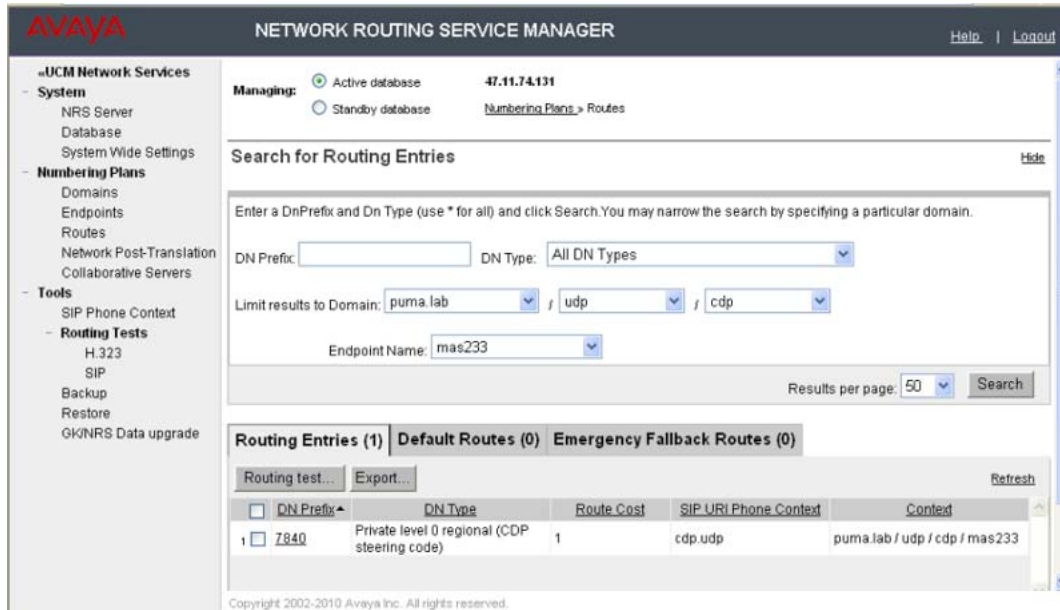 AVAYA
NETWORK ROUTING SERVICE MANAGER
Help | Logout
«UCM Network Services
- System
NRS Server
Database
System Wide Settings
- Numbering Plans
Domains
Endpoints
Routes
Network Post-Translation
Collaborative Servers
- Tools
SIP Phone Context
- Routing Tests
H.323
SIP
Backup
Restore
GK/NRS Data upgrade
Managing: Active database 47.11.74.131
Standby database Numbering Plans » Routes
Search for Routing Entries Hide
Enter a DnPrefix and Dn Type (use * for all) and click Search.You may narrow the search by specifying a particular domain.
DN Prefix: DN Type: All DN Types
Limit results to Domain: puma.lab / udp / cdp
Endpoint Name: mas233
Results per page: 50 Search
Routing Entries (1) Default Routes (0) Emergency Fallback Routes (0)
Routing test... Export... Refresh
DN Prefix DN Type Route Cost SIP URI Phone Context Context
1 7840 Private level 0 regional (CDP steering code) 1 cdp.udp puma.lab / udp / cdp / mas233
Copyright 2002-2010 Avaya Inc. All rights reserved.